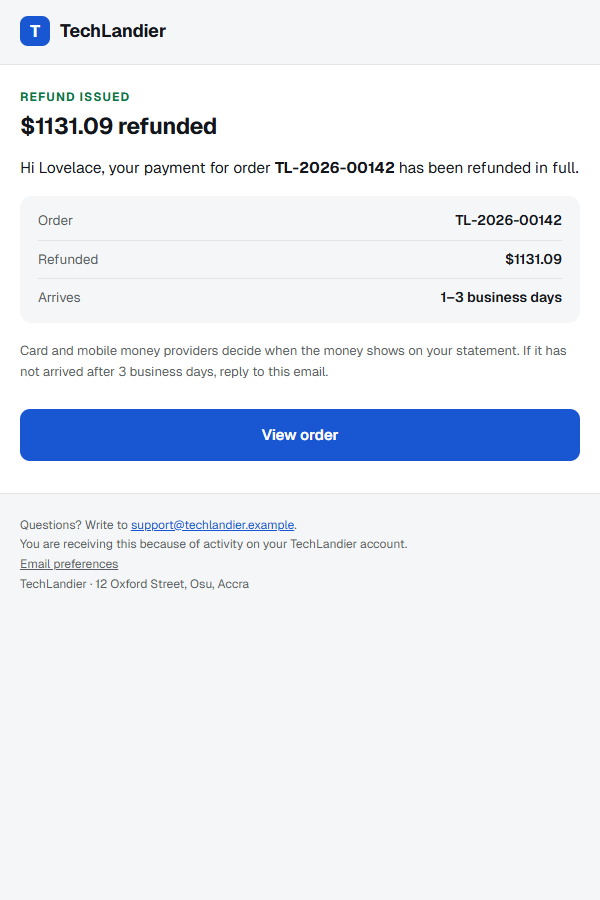 T TechLandier
REFUND ISSUED
$1131.09 refunded
Hi Lovelace, your payment for order TL-2026-00142 has been refunded in full.
Order TL-2026-00142
Refunded $1131.09
Arrives 1–3 business days
Card and mobile money providers decide when the money shows on your statement. If it has
not arrived after 3 business days, reply to this email.
View order
Questions? Write to support@techlandier.example.
You are receiving this because of activity on your TechLandier account.
Email preferences
TechLandier · 12 Oxford Street, Osu, Accra